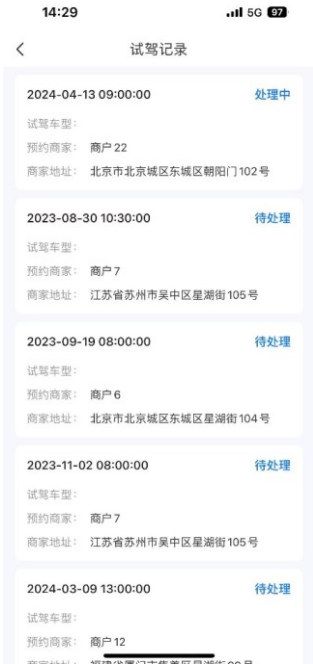 14:29
5G 97
试驾记录
2024-04-13 09:00:00 处理中
试驾车型：
预约商家： 商户 22
商家地址： 北京市北京城区东城区朝阳门102号
2023-08-30 10:30:00 待处理
试驾车型：
预约商家： 商户 7
商家地址： 江苏省苏州市吴中区星湖街105号
2023-09-19 08:00:00 待处理
试驾车型：
预约商家： 商户 6
商家地址： 北京市北京城区东城区星湖街104号
2023-11-02 08:00:00 待处理
试驾车型：
预约商家： 商户 7
商家地址： 江苏省苏州市吴中区星湖街105号
2024-03-09 13:00:00 待处理
试驾车型：
预约商家： 商户 12